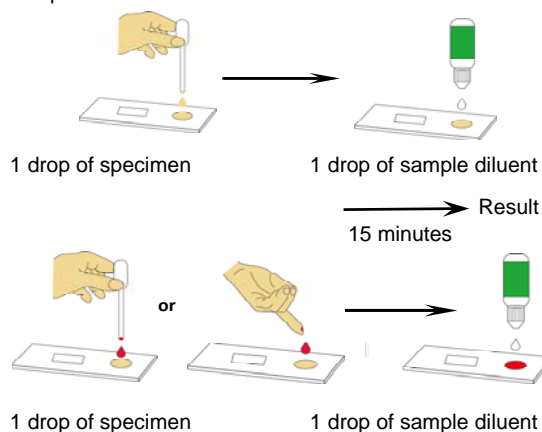 1 drop of specimen 1 drop of sample diluent
Result
15 minutes
or
1 drop of specimen 1 drop of sample diluent